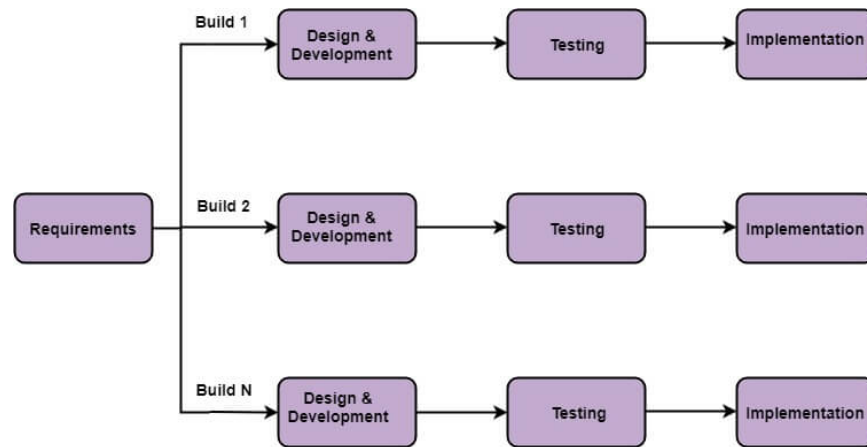 Build 1
Design &
Development
Testing
Implementation
Requirements
Build 2
Design &
Development
Testing
Implementation
Build N
Design &
Development
Testing
Implementation